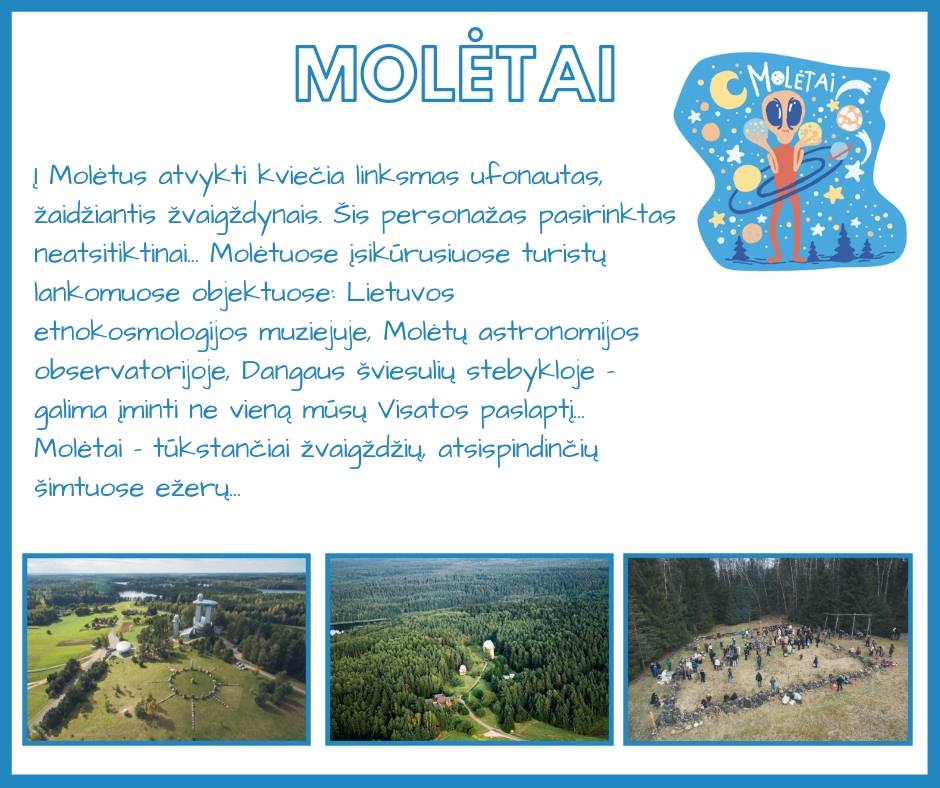 MOLĖTAI
MOLĖTAI
Į Molėtus atvykti kviečia linksmas ufonautas,
žaidžiantis žvaigždynais. Šis personažas pasirinktas
neatsitiktinai... Molėtuose įsikūrusiuose turistų
lankomuose objektuose: Lietuvos
etnokosmologijos muziejuje, Molėtų astronomijos
observatorijoje, Dangaus šviesulių stebykloje -
galima įminti ne vieną mūsų Visatos paslaptį...
Molėtai - tūkstančiai žvaigždžių, atsispindinčių
šimtuose ežerų...